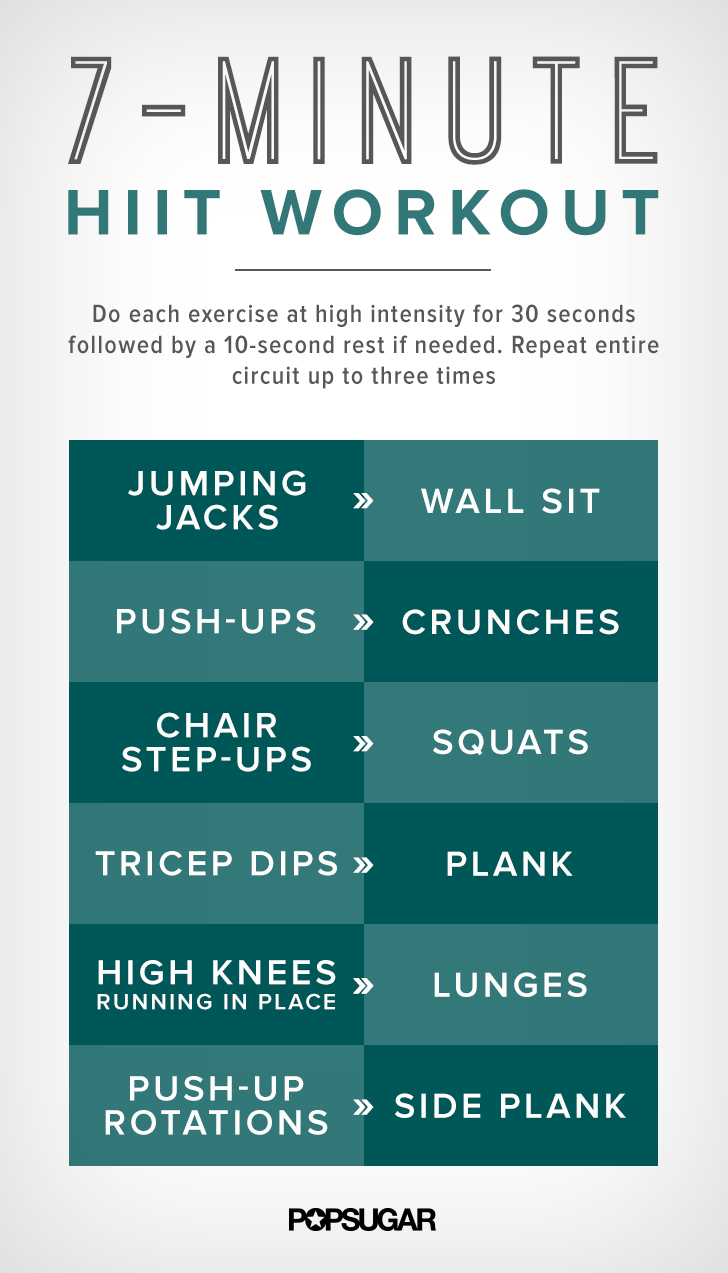 7-MINUTE
HIIT WORKOUT
Do each exercise at high intensity for 30 seconds
followed by a 10-second rest if needed. Repeat entire
circuit up to three times
JUMPING
JACKS
»
WALL SIT
PUSH-UPS » CRUNCHES
CHAIR
STEP-UPS
»
SQUATS
TRICEP DIPS » PLANK
HIGH KNEES
RUNNING IN PLACE
»
LUNGES
PUSH-UP
ROTATIONS
»
SIDE PLANK
POPSUGAR